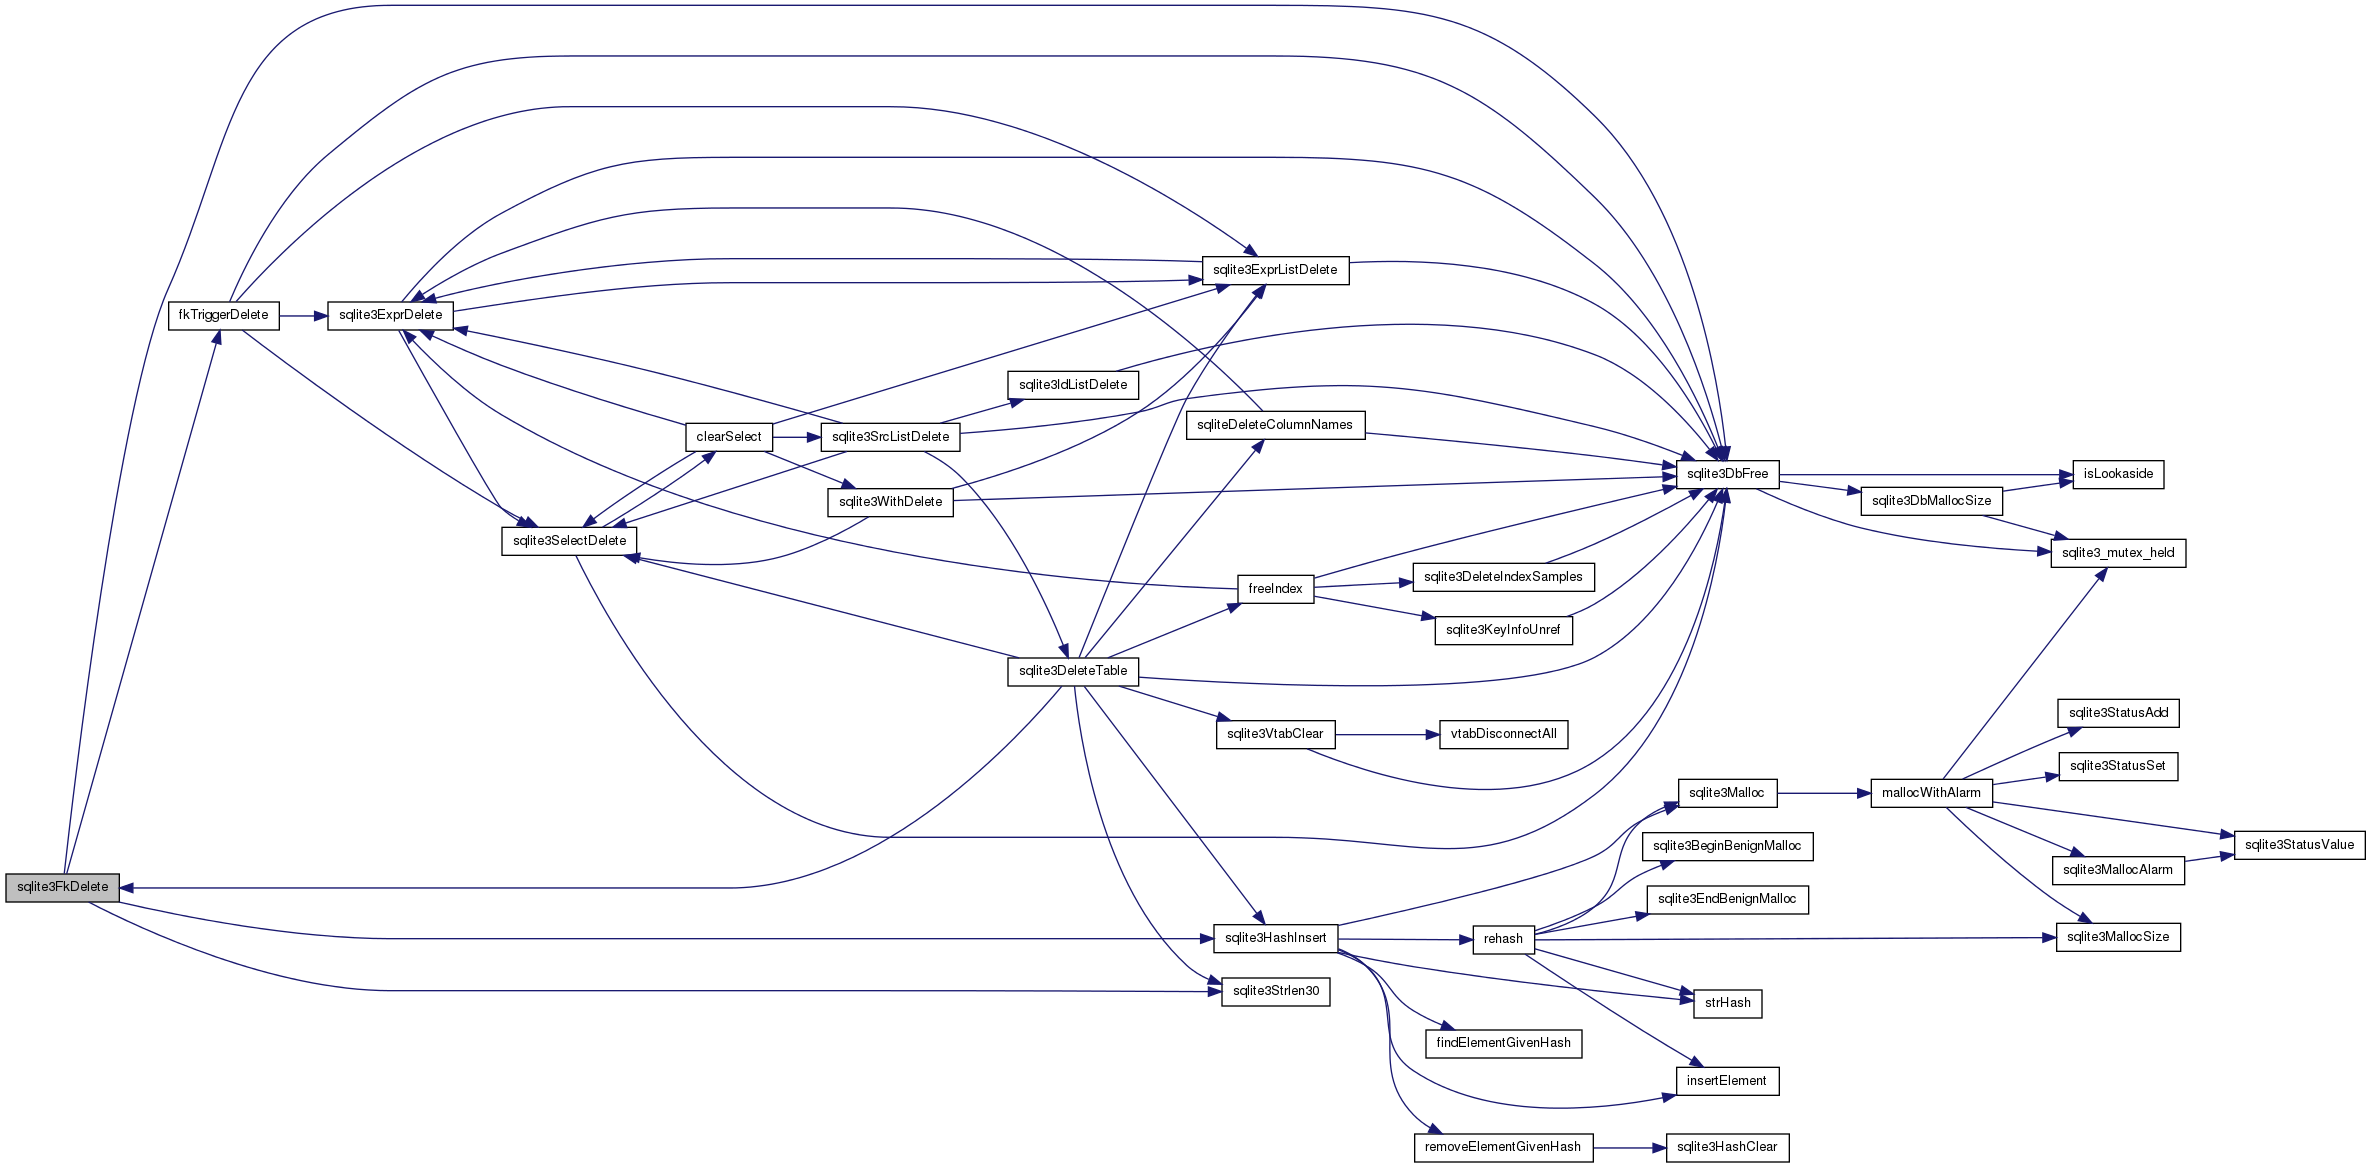 sqlite3FkDelete
fkTriggerDelete
sqlite3ExprDelete
sqlite3SelectDelete
clearSelect
sqlite3SrcListDelete
sqlite3WithDelete
sqlite3IdListDelete
sqlite3DeleteTable
sqlite3ExprListDelete
sqliteDeleteColumnNames
freeIndex
sqlite3VtabClear
sqlite3HashInsert
sqlite3Strlen30
sqlite3DeleteIndexSamples
sqlite3KeyInfoUnref
vtabDisconnectAll
rehash
findElementGivenHash
removeElementGivenHash
sqlite3DbFree
sqlite3Malloc
sqlite3BeginBenignMalloc
sqlite3EndBenignMalloc
strHash
insertElement
sqlite3HashClear
sqlite3DbMallocSize
mallocWithAlarm
isLookaside
sqlite3_mutex_held
sqlite3StatusAdd
sqlite3StatusSet
sqlite3MallocAlarm
sqlite3MallocSize
sqlite3StatusValue